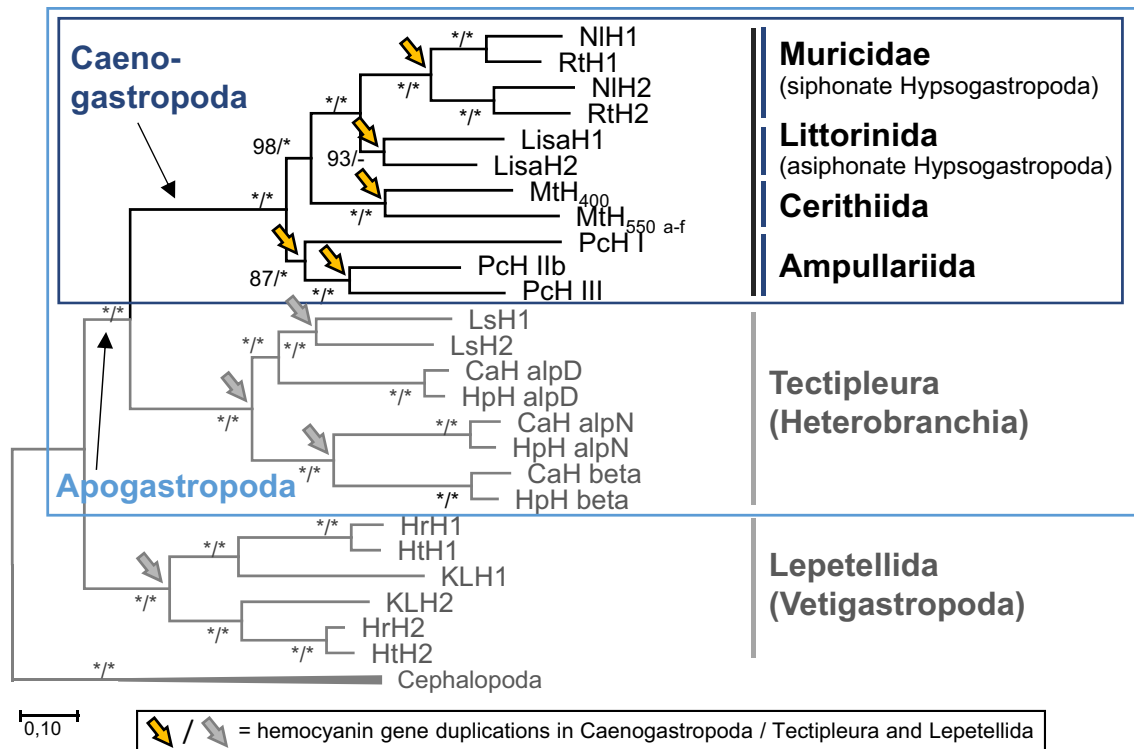 Caeno-
gastropoda
Apogastropoda
*/*
NlH1
RtH1
*/*
NlH2
*/*
RtH2
*/*
LisaH1
98/*
93/-
LisaH2
MtH400
*/*
*/*
MtH550 a-f
PcH I
PcH IIb
87/*
*/*
PcH III
*/*
LsH1
*/*
*/*
LsH2
CaH alpD
*/*
HpH alpD
*/*
CaH alpN
*/*
HpH alpN
*/*
CaH beta
*/*
HpH beta
*/*
HrH1
*/*
HtH1
KLH1
*/*
KLH2
*/*
HrH2
*/*
HtH2
*/*
Cephalopoda
Muricidae
(siphonate Hypsogastropoda)
Littorinida
(asiphonate Hypsogastropoda)
Cerithiida
Ampullariida
Tectipleura
(Heterobranchia)
Lepetellida
(Vetigastropoda)
0,10
/ = hemocyanin gene duplications in Caenogastropoda / Tectipleura and Lepetellida